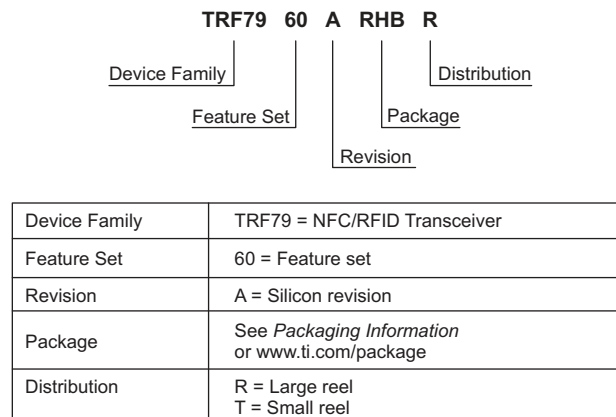 TRF79 60 A RHB R
Device Family
Distribution
Feature Set
Package
Revision
Device Family TRF79 = NFC/RFID Transceiver
Feature Set 60 = Feature set
Revision A = Silicon revision
Package See Packaging Information
or www.ti.com/package
Distribution R = Large reel
T = Small reel